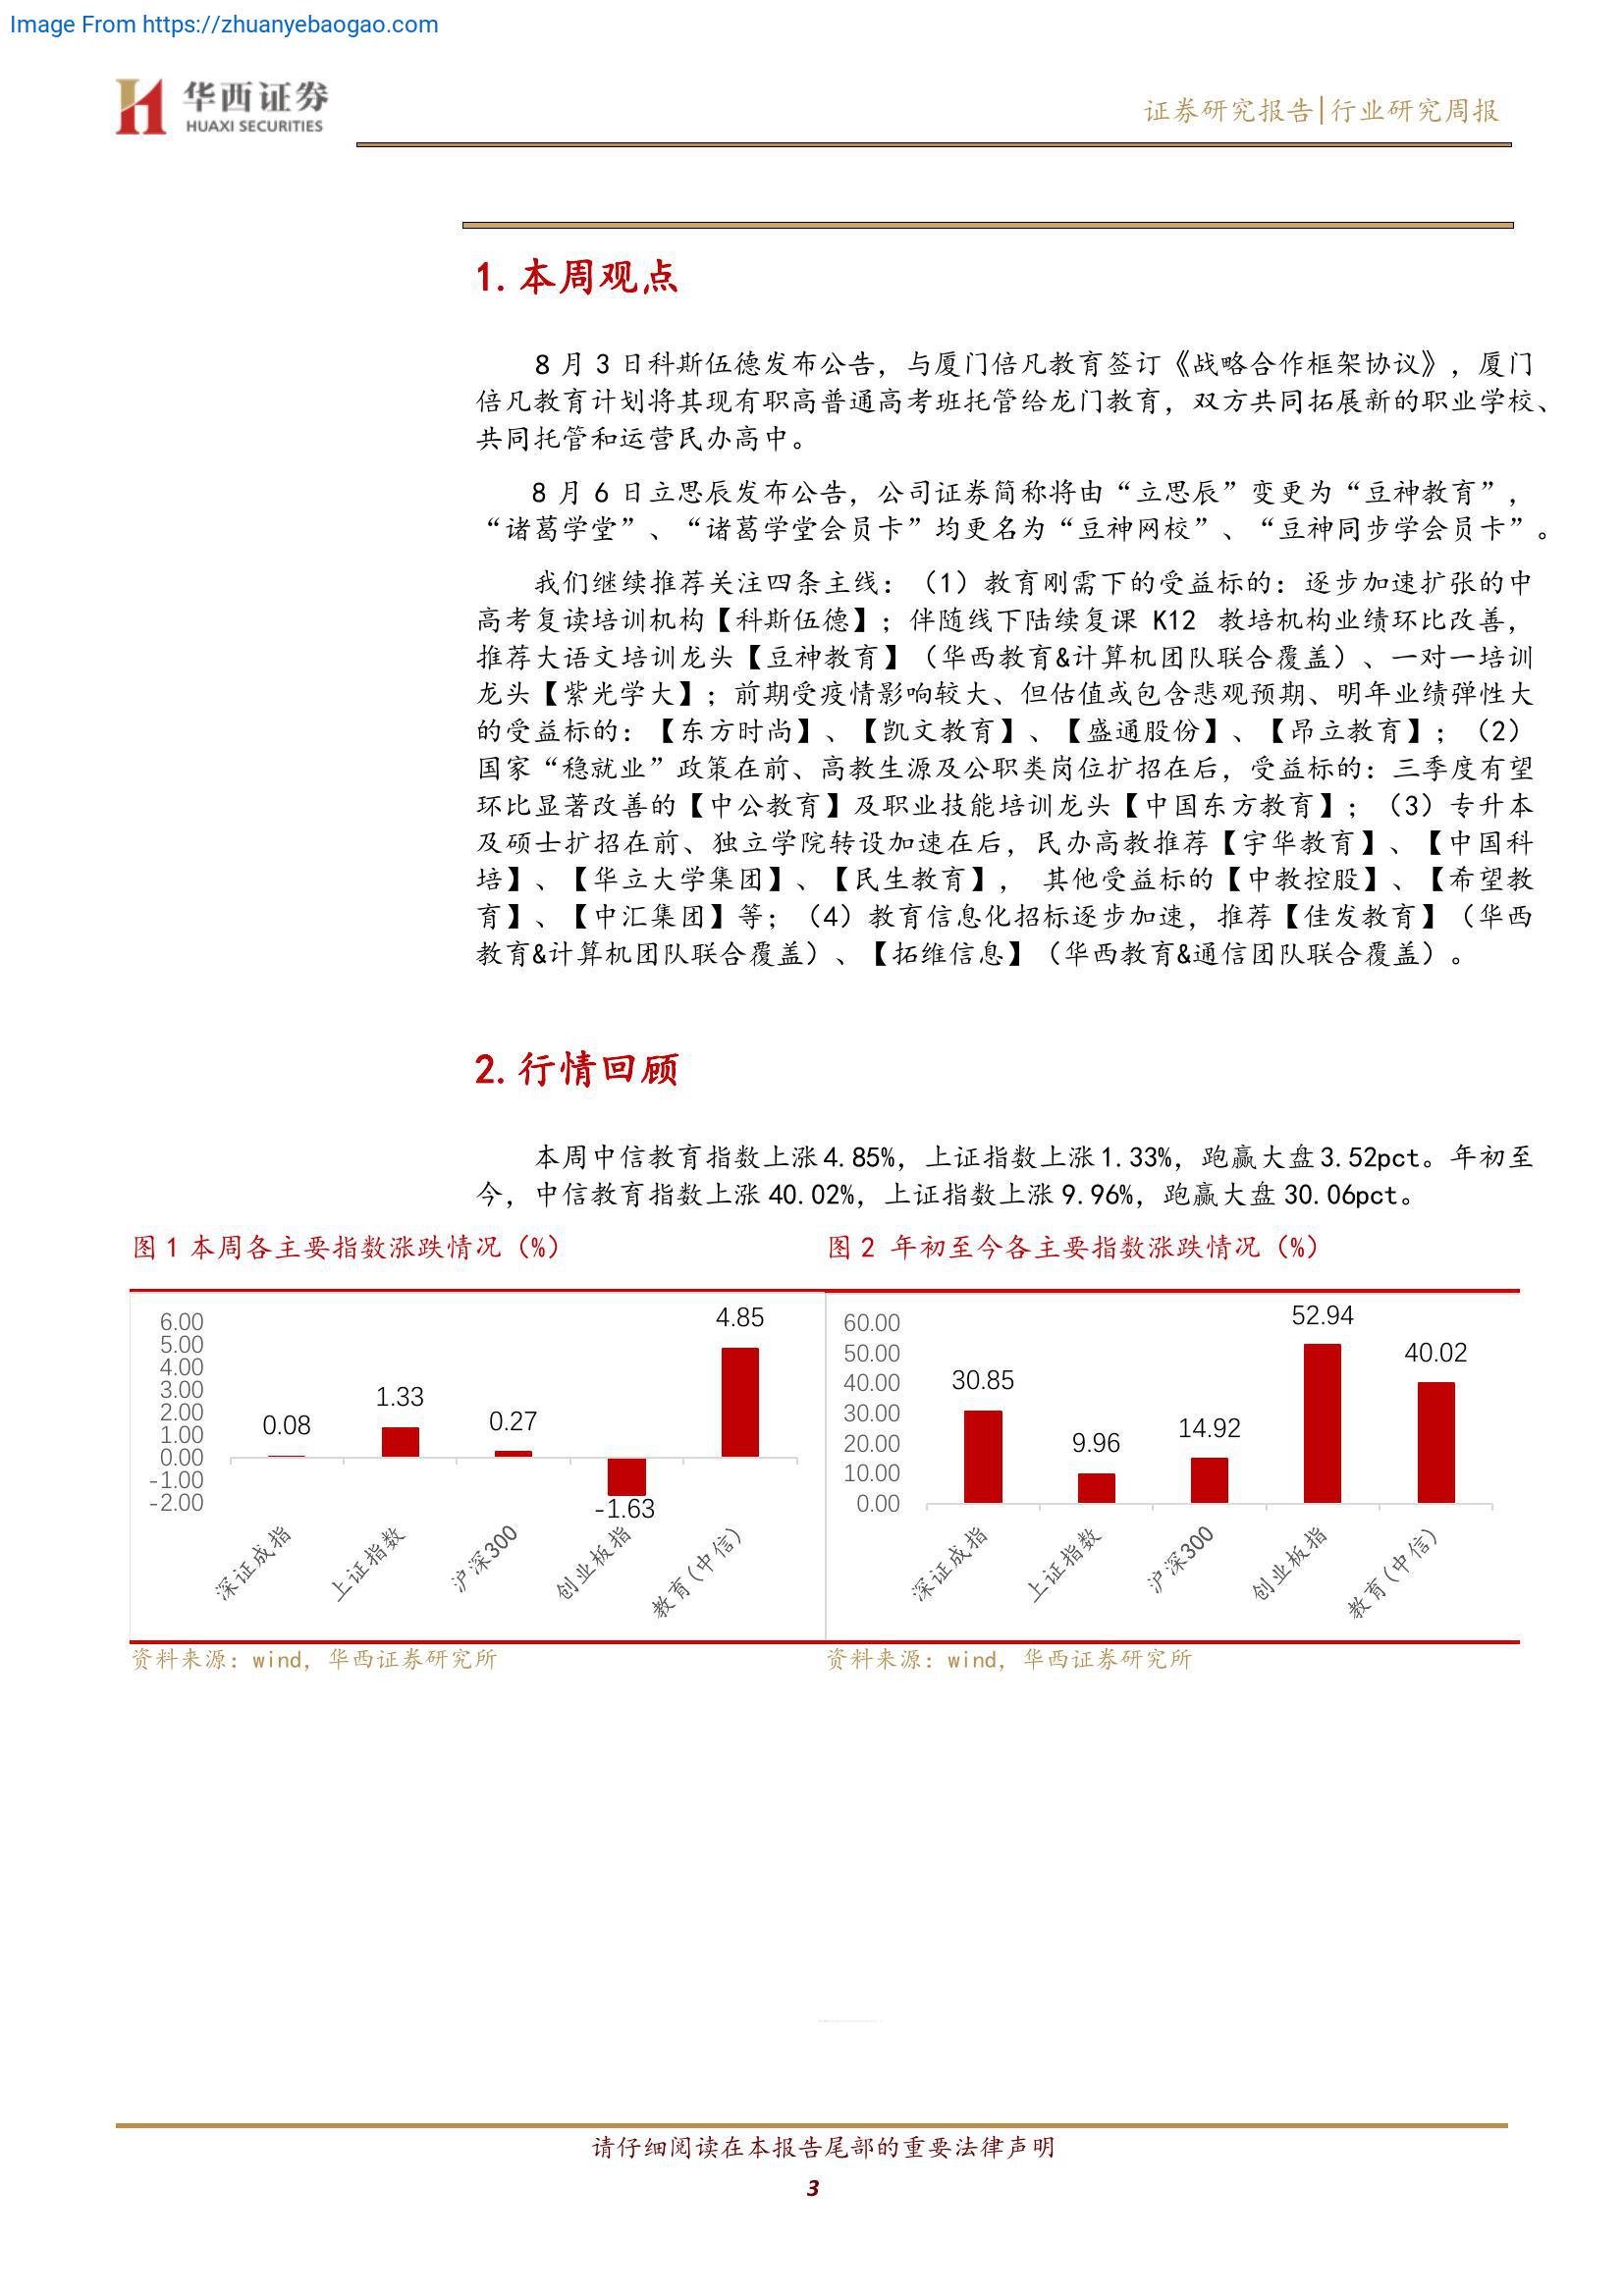 Image From https://zhuanyebaogao.com
华西证券
HUAXI SECURITIES
证券研究报告|行业研究周报
1.本周观点
8 月 3 日科斯伍德发布公告，与厦门倍凡教育签订《战略合作框架协议》，厦门
倍凡教育计划将其现有职高普通高考班托管给龙门教育，双方共同拓展新的职业学校、
共同托管和运营民办高中。
8 月 6 日立思辰发布公告，公司证券简称将由“立思辰”变更为“豆神教育”，
“诸葛学堂”、“诸葛学堂会员卡”均更名为“豆神网校”、“豆神同步学会员卡”。
我们继续推荐关注四条主线：（1）教育刚需下的受益标的：逐步加速扩张的中
高考复读培训机构【科斯伍德】；伴随线下陆续复课 K12 教培机构业绩环比改善，
推荐大语文培训龙头【豆神教育】（华西教育&计算机团队联合覆盖）、一对一培训
龙头【紫光学大】；前期受疫情影响较大、但估值或包含悲观预期、明年业绩弹性大
的受益标的：【东方时尚】、【凯文教育】、【盛通股份】、【昂立教育】；（2）
国家“稳就业”政策在前、高教生源及公职类岗位扩招在后，受益标的：三季度有望
环比显著改善的【中公教育】及职业技能培训龙头【中国东方教育】；（3）专升本
及硕士扩招在前、独立学院转设加速在后，民办高教推荐【宇华教育】、【中国科
培】、【华立大学集团】、【民生教育】， 其他受益标的【中教控股】、【希望教
育】、【中汇集团】等；（4）教育信息化招标逐步加速，推荐【佳发教育】（华西
教育&计算机团队联合覆盖）、【拓维信息】（华西教育&通信团队联合覆盖）。
2.行情回顾
本周中信教育指数上涨4.85%，上证指数上涨1.33%，跑赢大盘3.52pct。年初至
今，中信教育指数上涨 40.02%，上证指数上涨 9.96%，跑赢大盘 30.06pct。
图 1 本周各主要指数涨跌情况（%）
6.00
5.00
4.00
3.00
2.00
1.00
0.00
-1.00
-2.00
0.08
1.33
0.27
-1.63
4.85
深证成指
上证指数
沪深300
创业板指
教育(中信)
资料来源：wind，华西证券研究所
图 2 年初至今各主要指数涨跌情况（%）
60.00
50.00
40.00
30.00
20.00
10.00
0.00
30.85
9.96
14.92
52.94
40.02
深证成指
上证指数
沪深300
创业板指
教育(中信)
资料来源：wind，华西证券研究所
请仔细阅读在本报告尾部的重要法律声明
3